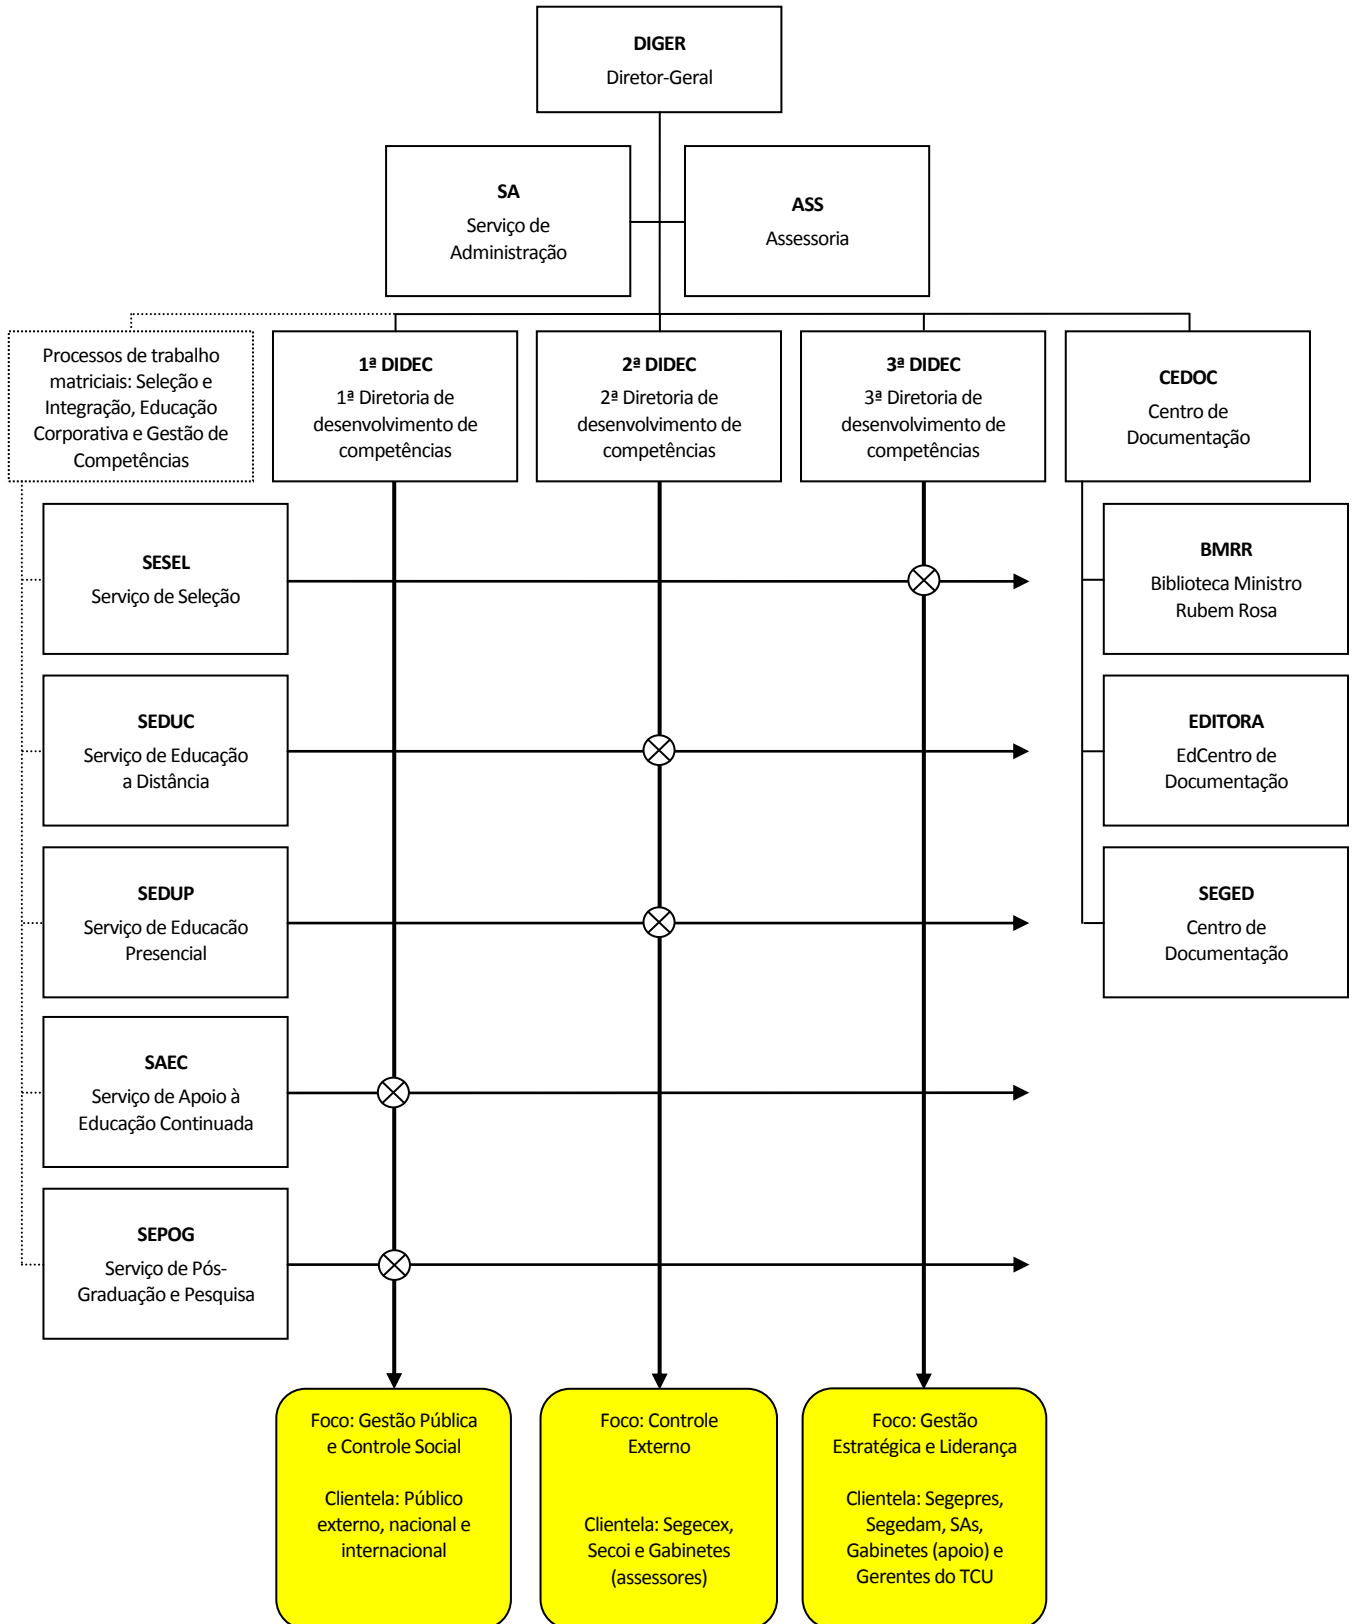 DIGER
Diretor-Geral
SA
Serviço de
Administração
ASS
Assessoria
Processos de trabalho
matriciais: Seleção e
Integração, Educação
Corporativa e Gestão de
Competências
1ª DIDEC
1ª Diretoria de
desenvolvimento de
competências
2ª DIDEC
2ª Diretoria de
desenvolvimento de
competências
3ª DIDEC
3ª Diretoria de
desenvolvimento de
competências
CEDOC
Centro de
Documentação
SESEL
Serviço de Seleção
BMRR
Biblioteca Ministro
Rubem Rosa
SEDUC
Serviço de Educação
a Distância
EDITORA
EdCentro de
Documentação
SEDUP
Serviço de Educacão
Presencial
SEGED
Centro de
Documentação
SAEC
Serviço de Apoio à
Educação Continuada
SEPOG
Serviço de Pós-
Graduação e Pesquisa
Foco: Gestão Pública
e Controle Social
Clientela: Público
externo, nacional e
internacional
Foco: Controle
Externo
Clientela: Segecex,
Secoi e Gabinetes
(assessores)
Foco: Gestão
Estratégica e Liderança
Clientela: Segepres,
Segedam, SAs,
Gabinetes (apoio) e
Gerentes do TCU